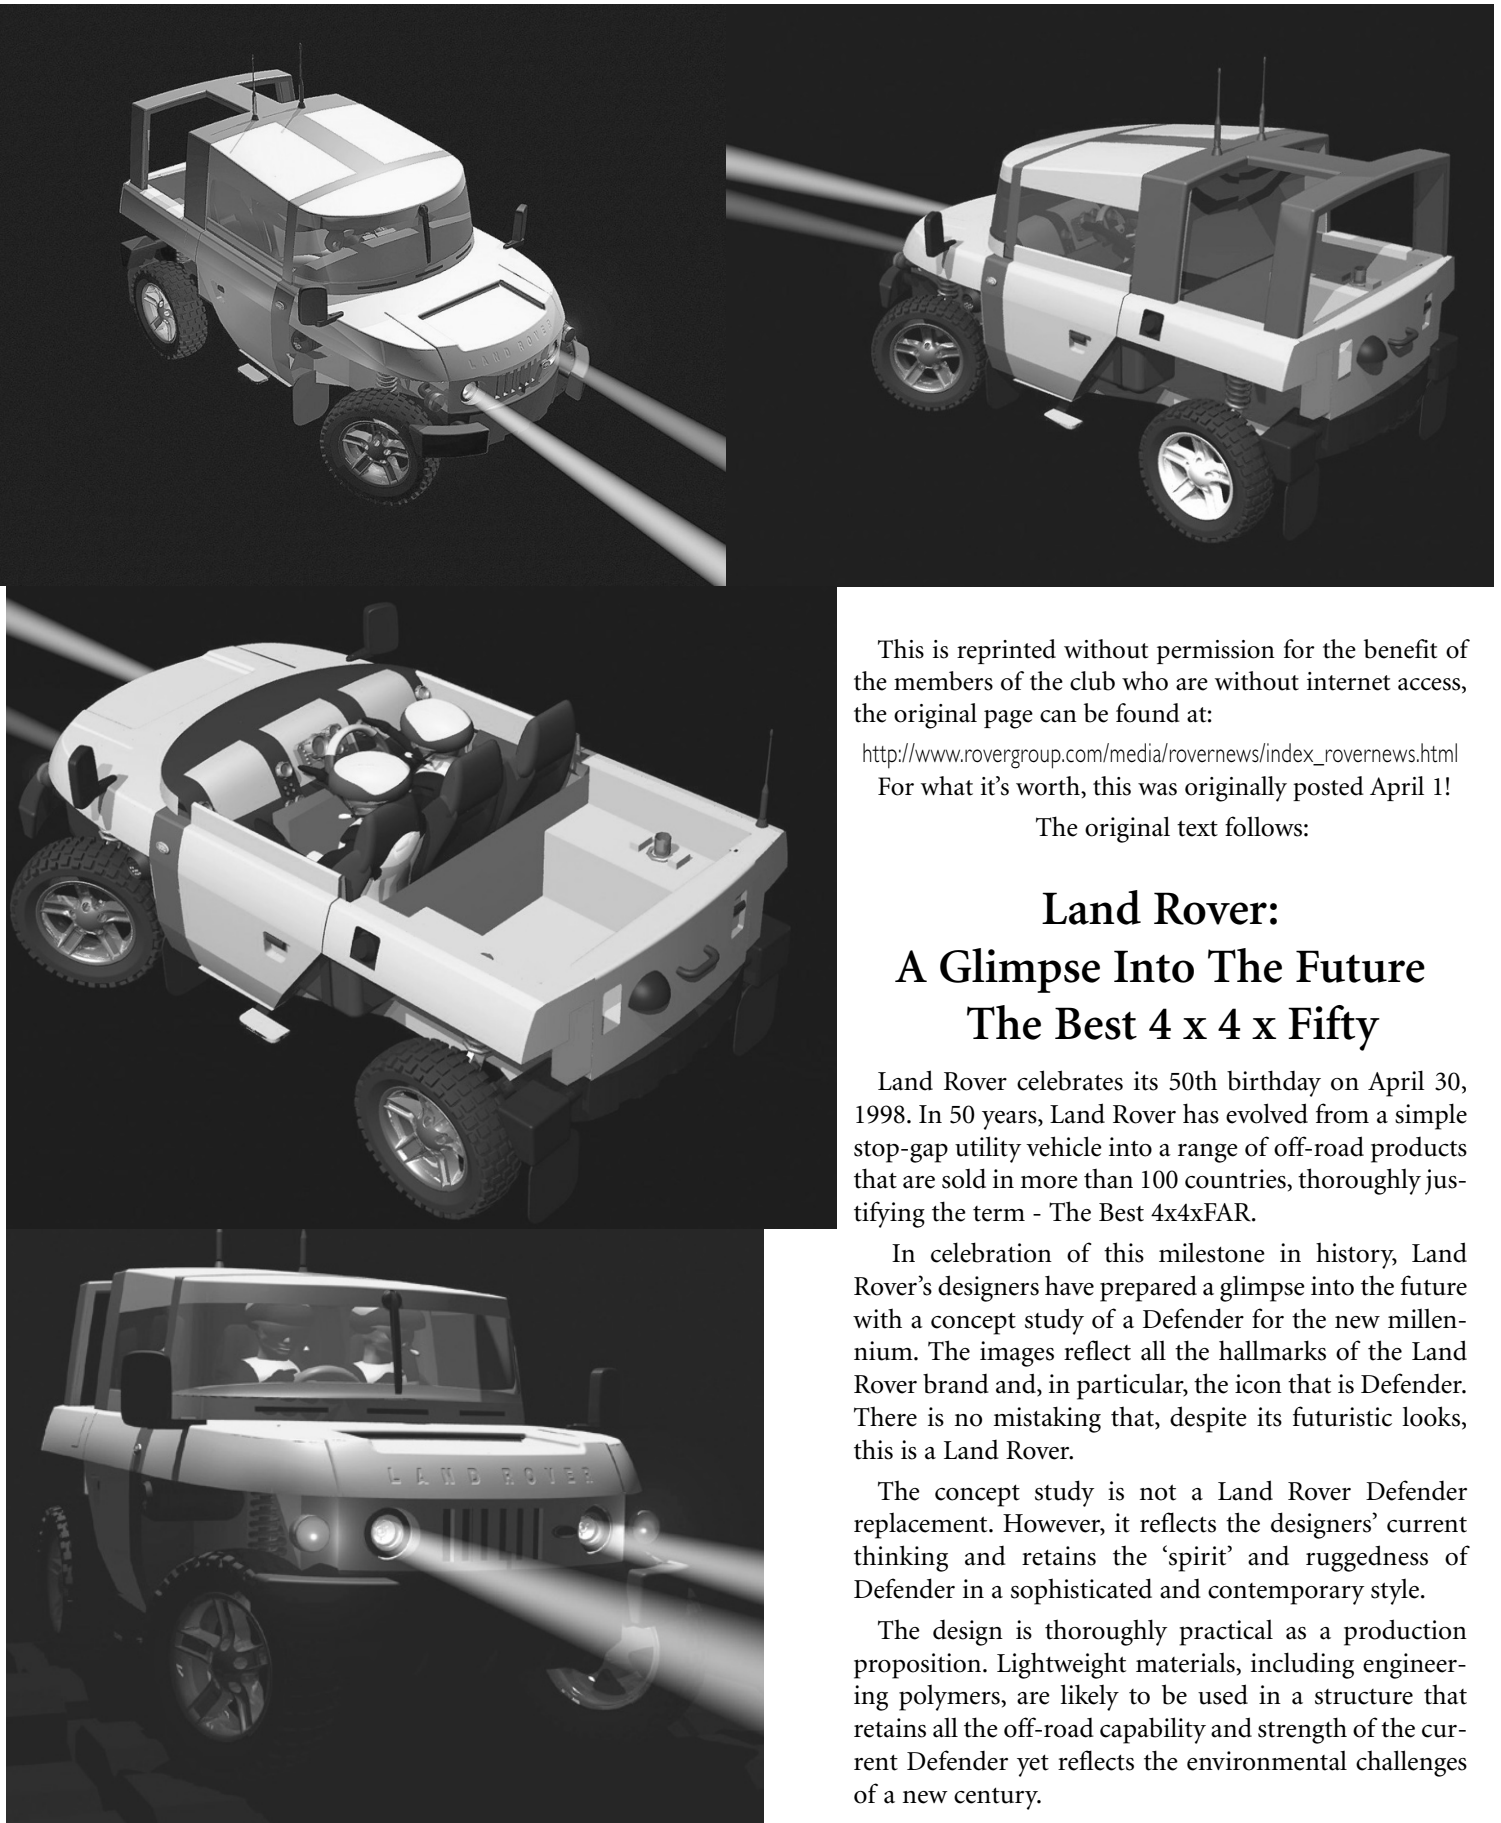 LAND ROVER
This is reprinted without permission for the benefit of
the members of the club who are without internet access,
the original page can be found at:
http://www.rovergroup.com/media/rovernews/index_rovernews.html
For what it's worth, this was originally posted April 1!
The original text follows:
Land Rover:
A Glimpse Into The Future
The Best 4 x 4 x Fifty
Land Rover celebrates its 50th birthday on April 30,
1998. In 50 years, Land Rover has evolved from a simple
stop-gap utility vehicle into a range of off-road products
that are sold in more than 100 countries, thoroughly jus-
tifying the term - The Best 4x4xFAR.
In celebration of this milestone in history, Land
Rover's designers have prepared a glimpse into the future
with a concept study of a Defender for the new millen-
nium. The images reflect all the hallmarks of the Land
Rover brand and, in particular, the icon that is Defender.
There is no mistaking that, despite its futuristic looks,
this is a Land Rover.
The concept study is not a Land Rover Defender
replacement. However, it reflects the designers' current
thinking and retains the 'spirit' and ruggedness of
Defender in a sophisticated and contemporary style.
The design is thoroughly practical as a production
proposition. Lightweight materials, including engineer-
ing polymers, are likely to be used in a structure that
retains all the off-road capability and strength of the cur-
rent Defender yet reflects the environmental challenges
of a new century.
LAND ROVER